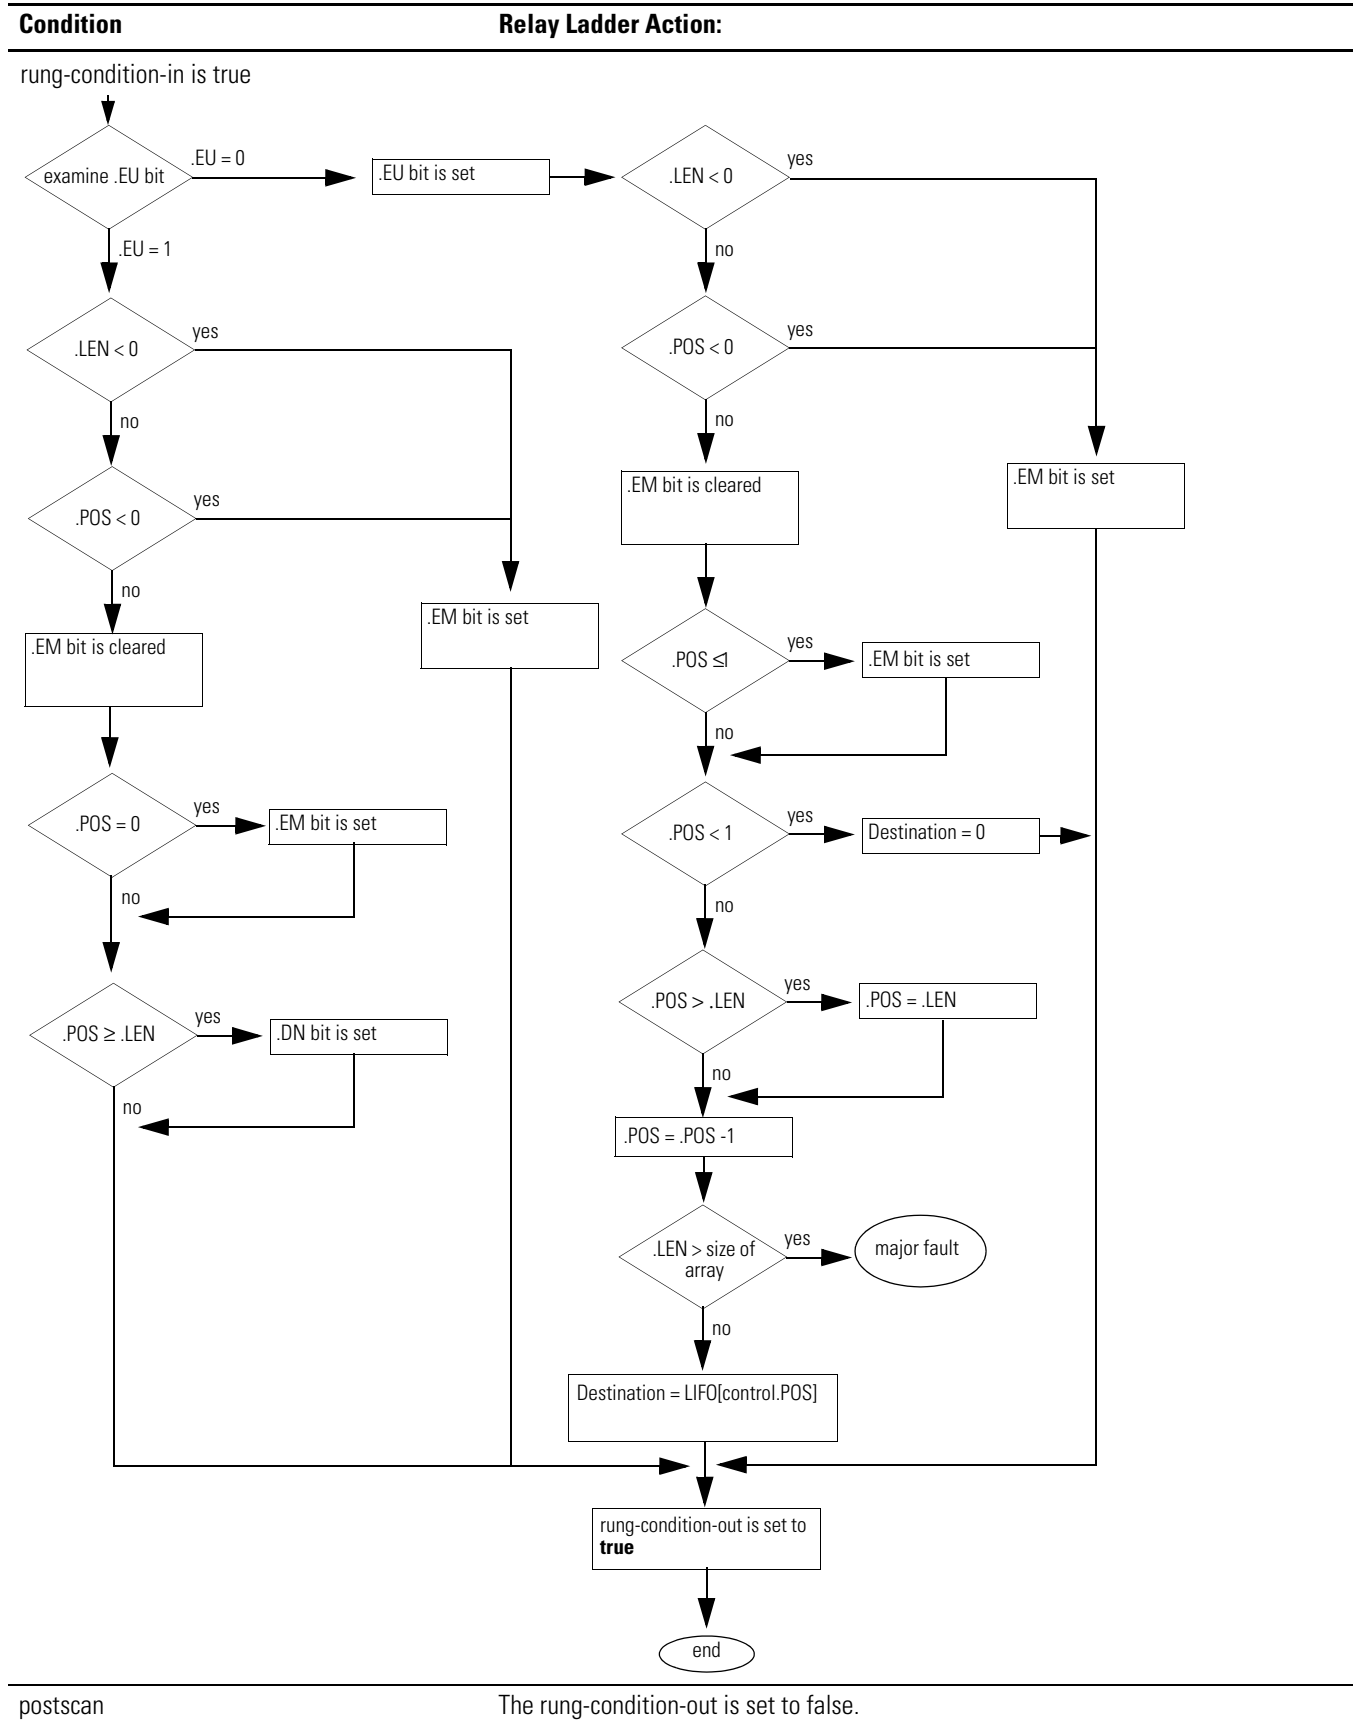 Condition
Relay Ladder Action:
rung-condition-in is true
examine .EU bit
.EU = 0
.EU bit is set
.LEN < 0
yes
no
.EU = 1
.POS < 0
yes
no
.LEN < 0
yes
no
.EM bit is cleared
.EM bit is set
.POS < 0
yes
no
.EM bit is set
.EM bit is cleared
.POS ≤1
yes
.EM bit is set
no
.POS = 0
yes
.EM bit is set
no
.POS < 1
yes
Destination = 0
no
.POS ≥ .LEN
yes
.DN bit is set
no
.POS > .LEN
yes
.POS = .LEN
no
.POS = .POS -1
.LEN > size of
array
yes
major fault
no
Destination = LIFO[control.POS]
rung-condition-out is set to
true
end
postscan
The rung-condition-out is set to false.